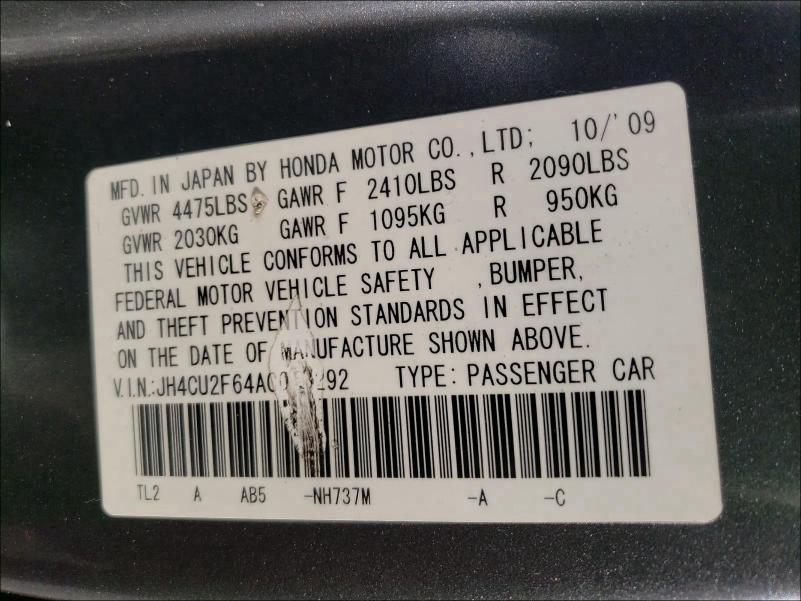 MFD. IN JAPAN BY HONDA MOTOR CO., LTD; 10/'09
GVWR 4475LBS GAWR F 2410LBS R 2090LBS
GVWR 2030KG GAWR F 1095KG R 950KG
THIS VEHICLE CONFORMS TO ALL APPLICABLE
FEDERAL MOTOR VEHICLE SAFETY ,BUMPER,
AND THEFT PREVENTION STANDARDS IN EFFECT
ON THE DATE OF MANUFACTURE SHOWN ABOVE.
V.I.N.: TYPE: PASSENGER CAR
TL2 A AB5 -NH737M -A -C